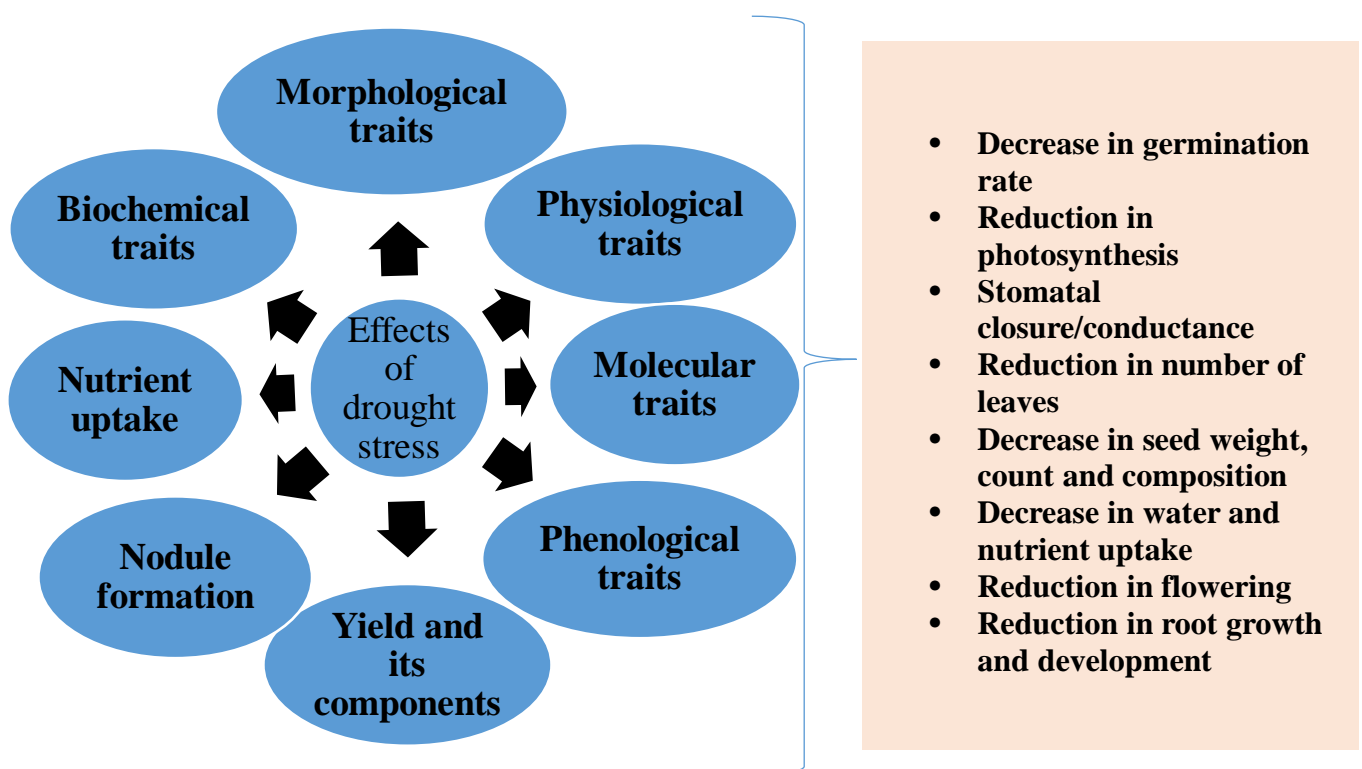 Morphological
traits
Physiological
traits
Biochemical
traits
Effects
of
drought
stress
Molecular
traits
Nutrient
uptake
Phenological
traits
Nodule
formation
Yield and
its
components
• Decrease in germination
rate
• Reduction in
photosynthesis
• Stomatal
closure/conductance
• Reduction in number of
leaves
• Decrease in seed weight,
count and composition
• Decrease in water and
nutrient uptake
• Reduction in flowering
• Reduction in root growth
and development